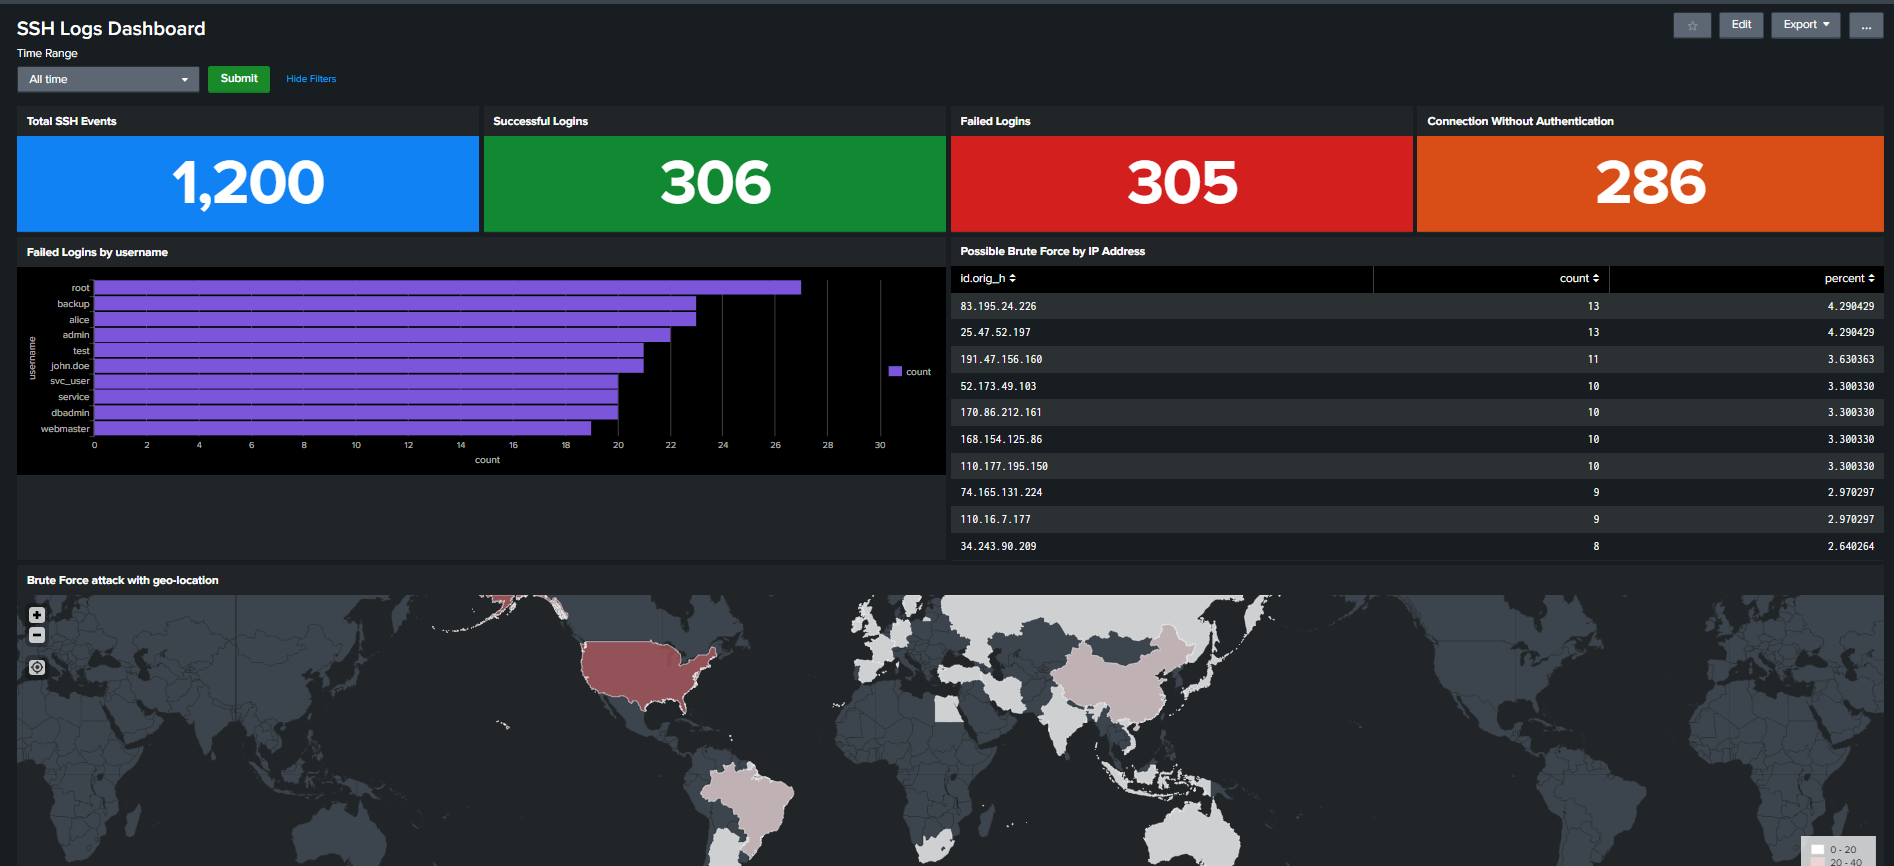 SSH Logs Dashboard
Edit
Export
...
Time Range
All time
Submit
Hide Filters
Total SSH Events
Successful Logins
Failed Logins
Connection Without Authentication
1,200
306
305
286
Failed Logins by username
username
root
backup
alice
admin
test
john.doe
svc_user
service
dbadmin
webmaster
0 2 4 6 8 10 12 14 16 18 20 22 24 26 28 30
count
count
Possible Brute Force by IP Address
id.orig_h count percent
83.195.24.226 13 4.290429
25.47.52.197 13 4.290429
191.47.156.160 11 3.630363
52.173.49.103 10 3.300330
170.86.212.161 10 3.300330
168.154.125.86 10 3.300330
110.177.195.150 10 3.300330
74.165.131.224 9 2.970297
110.16.7.177 9 2.970297
34.243.90.209 8 2.640264
Brute Force attack with geo-location
0 - 20
20 - 40